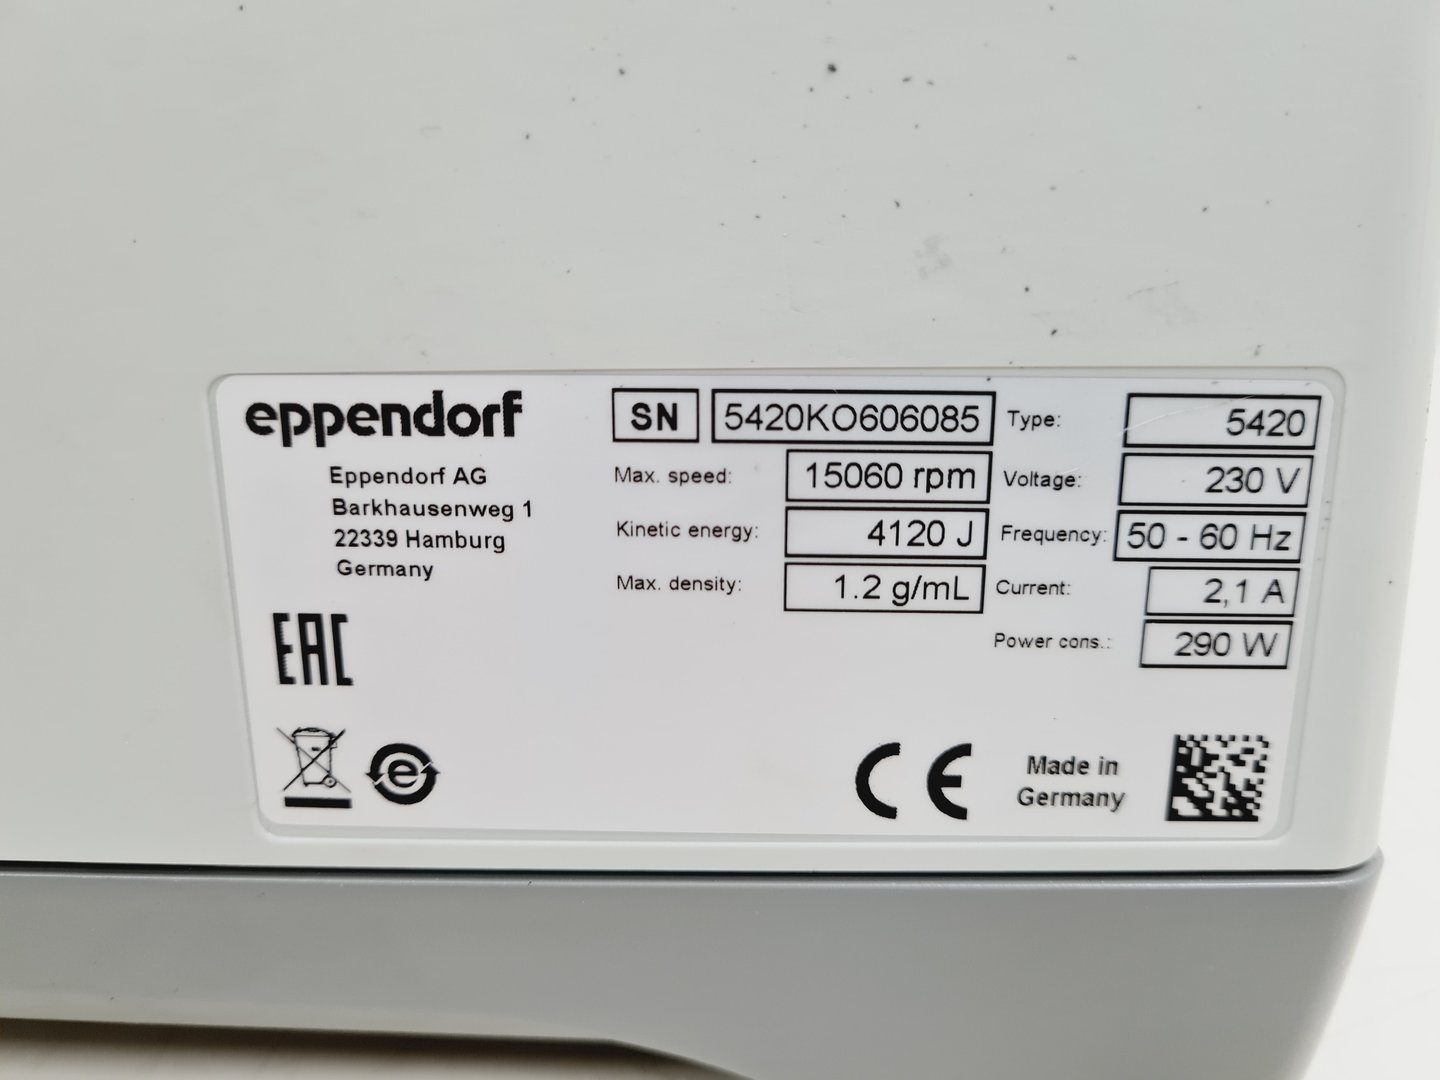 eppendorf
Eppendorf AG
Barkhausenweg 1
22339 Hamburg
Germany
EAC
SN 5420KO606085
Max. speed: 15060 rpm
Kinetic energy: 4120 J
Max. density: 1.2 g/mL
Type: 5420
Voltage: 230 V
Frequency: 50 - 60 Hz
Current: 2,1 A
Power cons.: 290 W
e
CE
Made in
Germany